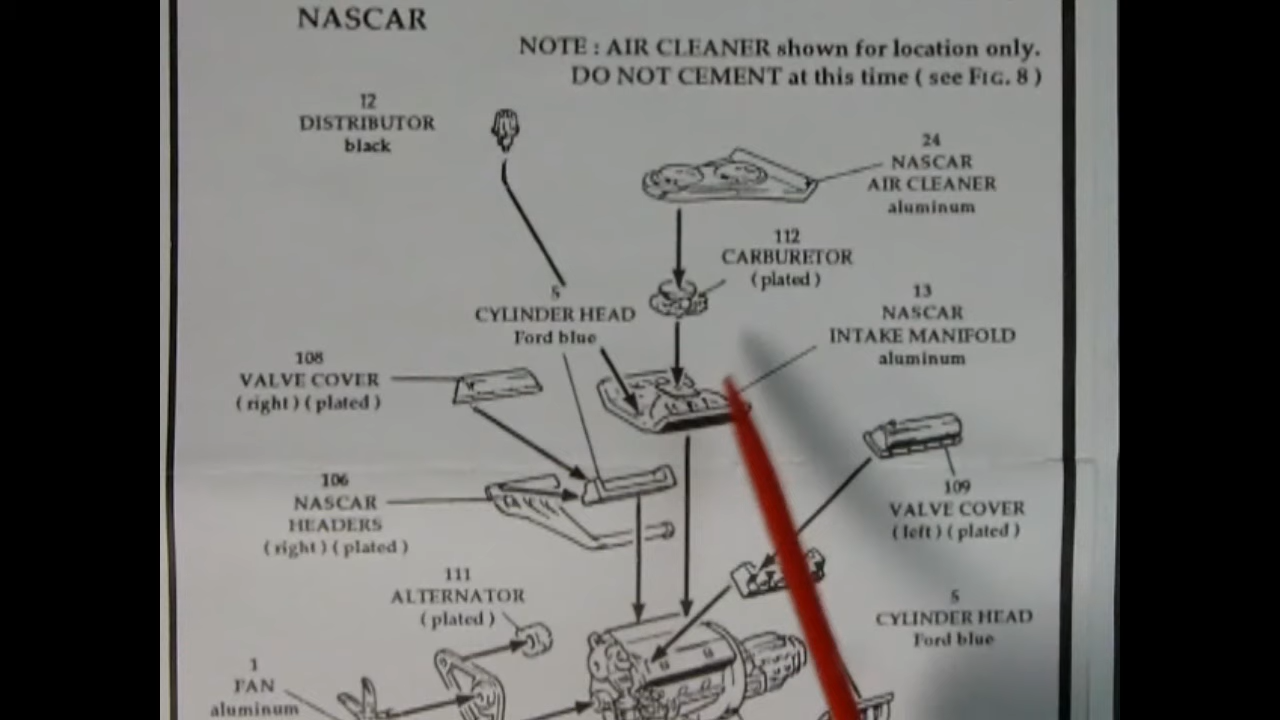 NASCAR
NOTE : AIR CLEANER shown for location only.
DO NOT CEMENT at this time ( see FIG. 8 )
12
DISTRIBUTOR
black
24
NASCAR
AIR CLEANER
aluminum
112
CARBURETOR
( plated )
5
CYLINDER HEAD
Ford blue
13
NASCAR
INTAKE MANIFOLD
aluminum
108
VALVE COVER
( right ) ( plated )
106
NASCAR
HEADERS
( right ) ( plated )
109
VALVE COVER
( left ) ( plated )
111
ALTERNATOR
( plated )
5
CYLINDER HEAD
Ford blue
1
FAN
aluminum